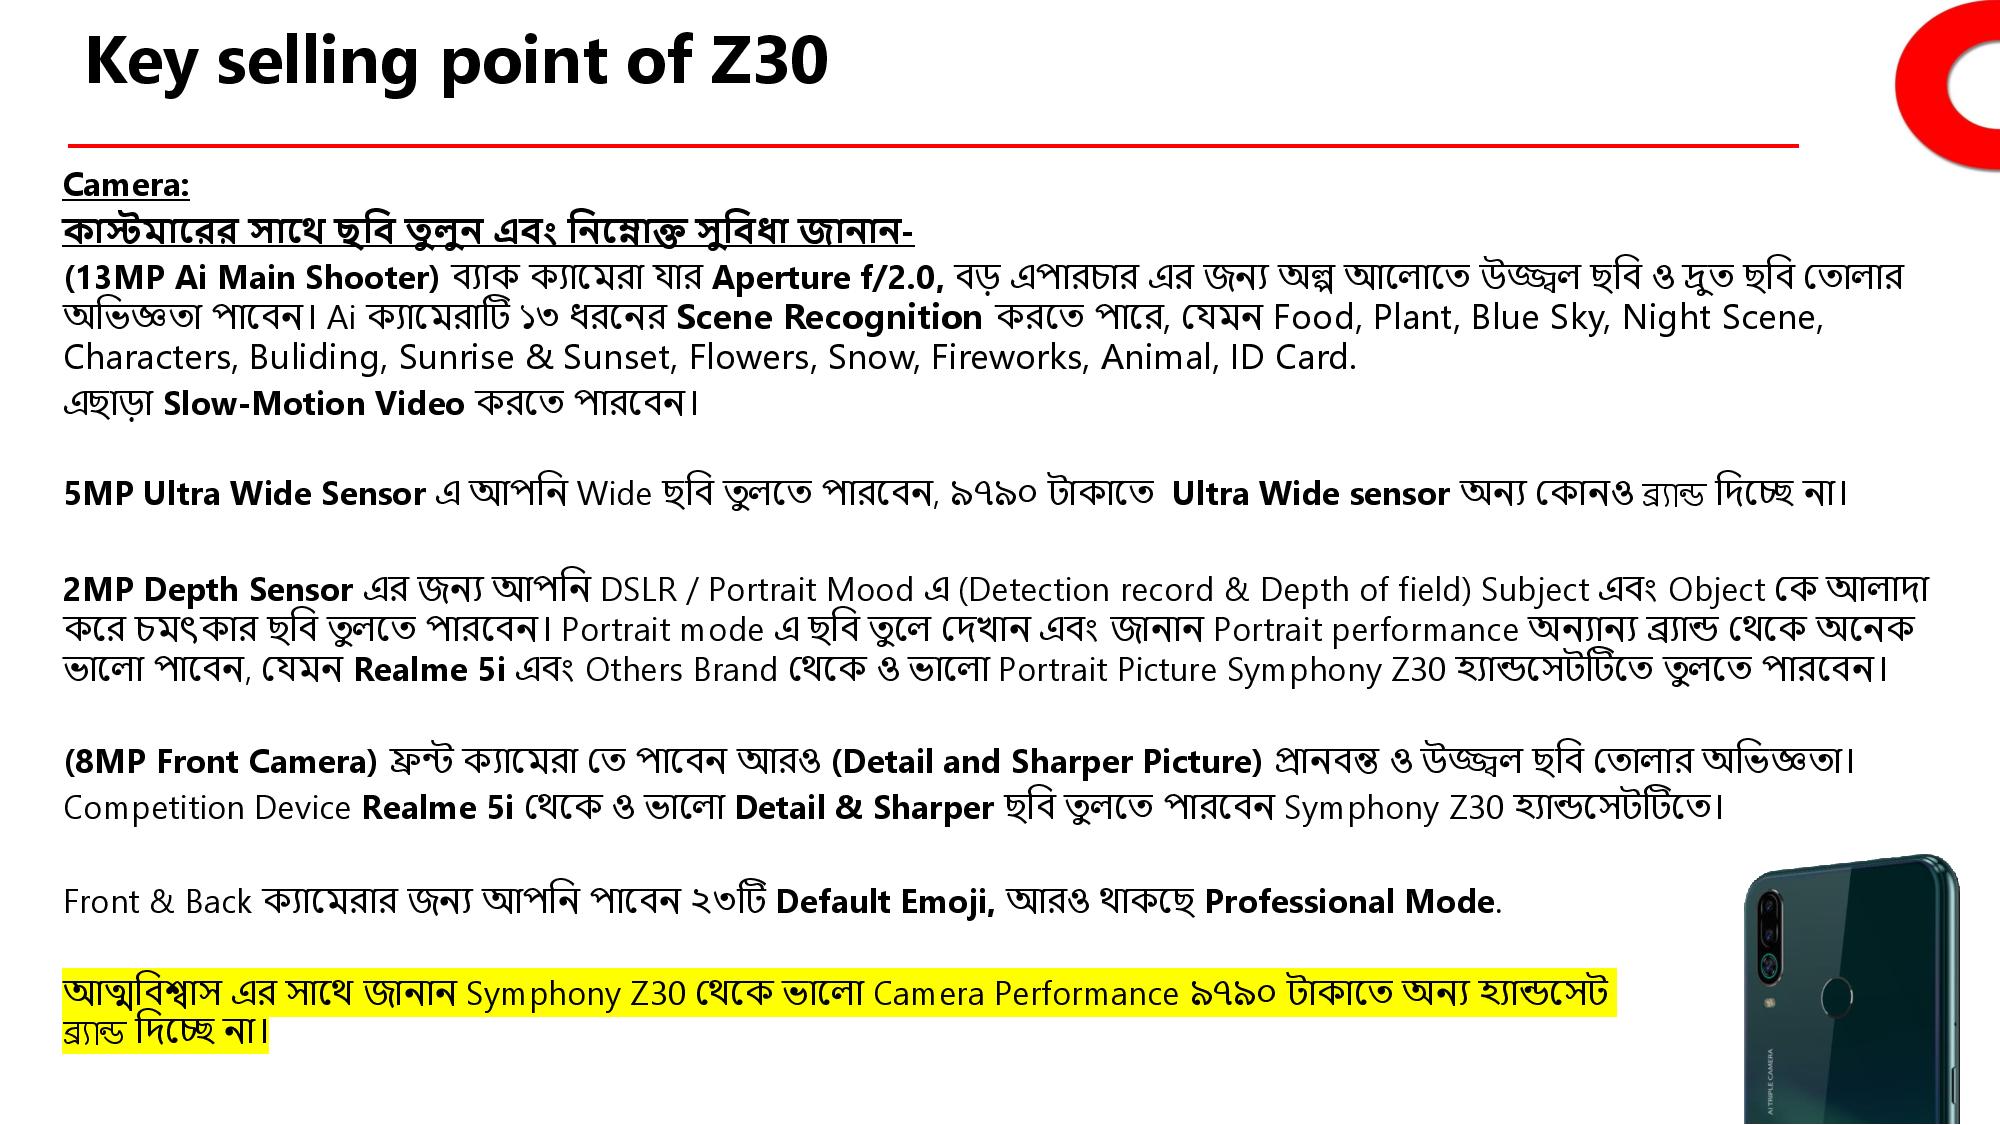 Key selling point of Z30
Camera:
কাস্টমারের সাথে ছবি তুলুন এবং নিম্নোক্ত সুবিধা জানান-
(13MP Ai Main Shooter) ব্যাক ক্যামেরা যার Aperture f/2.0, বড় এপারচার এর জন্য অল্প আলোতে উজ্জ্বল ছবি ও দ্রুত ছবি তোলার
অভিজ্ঞতা পাবেন। Ai ক্যামেরাটি ১৩ ধরনের Scene Recognition করতে পারে, যেমন Food, Plant, Blue Sky, Night Scene,
Characters, Buliding, Sunrise & Sunset, Flowers, Snow, Fireworks, Animal, ID Card.
এছাড়া Slow-Motion Video করতে পারবেন।
5MP Ultra Wide Sensor এ আপনি Wide ছবি তুলতে পারবেন, ৯৭৯০ টাকাতে Ultra Wide sensor অন্য কোনও ব্র্যান্ড দিচ্ছে না।
2MP Depth Sensor এর জন্য আপনি DSLR / Portrait Mood এ (Detection record & Depth of field) Subject এবং Object কে আলাদা
করে চমৎকার ছবি তুলতে পারবেন। Portrait mode এ ছবি তুলে দেখান এবং জানান Portrait performance অন্যান্য ব্র্যান্ড থেকে অনেক
ভালো পাবেন, যেমন Realme 5i এবং Others Brand থেকে ও ভালো Portrait Picture Symphony Z30 হ্যান্ডসেটটিতে তুলতে পারবেন।
(8MP Front Camera) ফ্রন্ট ক্যামেরা তে পাবেন আরও (Detail and Sharper Picture) প্রানবন্ত ও উজ্জ্বল ছবি তোলার অভিজ্ঞতা।
Competition Device Realme 5i থেকে ও ভালো Detail & Sharper ছবি তুলতে পারবেন Symphony Z30 হ্যান্ডসেটটিতে।
Front & Back ক্যামেরার জন্য আপনি পাবেন ২৩টি Default Emoji, আরও থাকছে Professional Mode.
আত্মবিশ্বাস এর সাথে জানান Symphony Z30 থেকে ভালো Camera Performance ৯৭৯০ টাকাতে অন্য হ্যান্ডসেট
ব্র্যান্ড দিচ্ছে না।
AI TRIPLE CAMERA